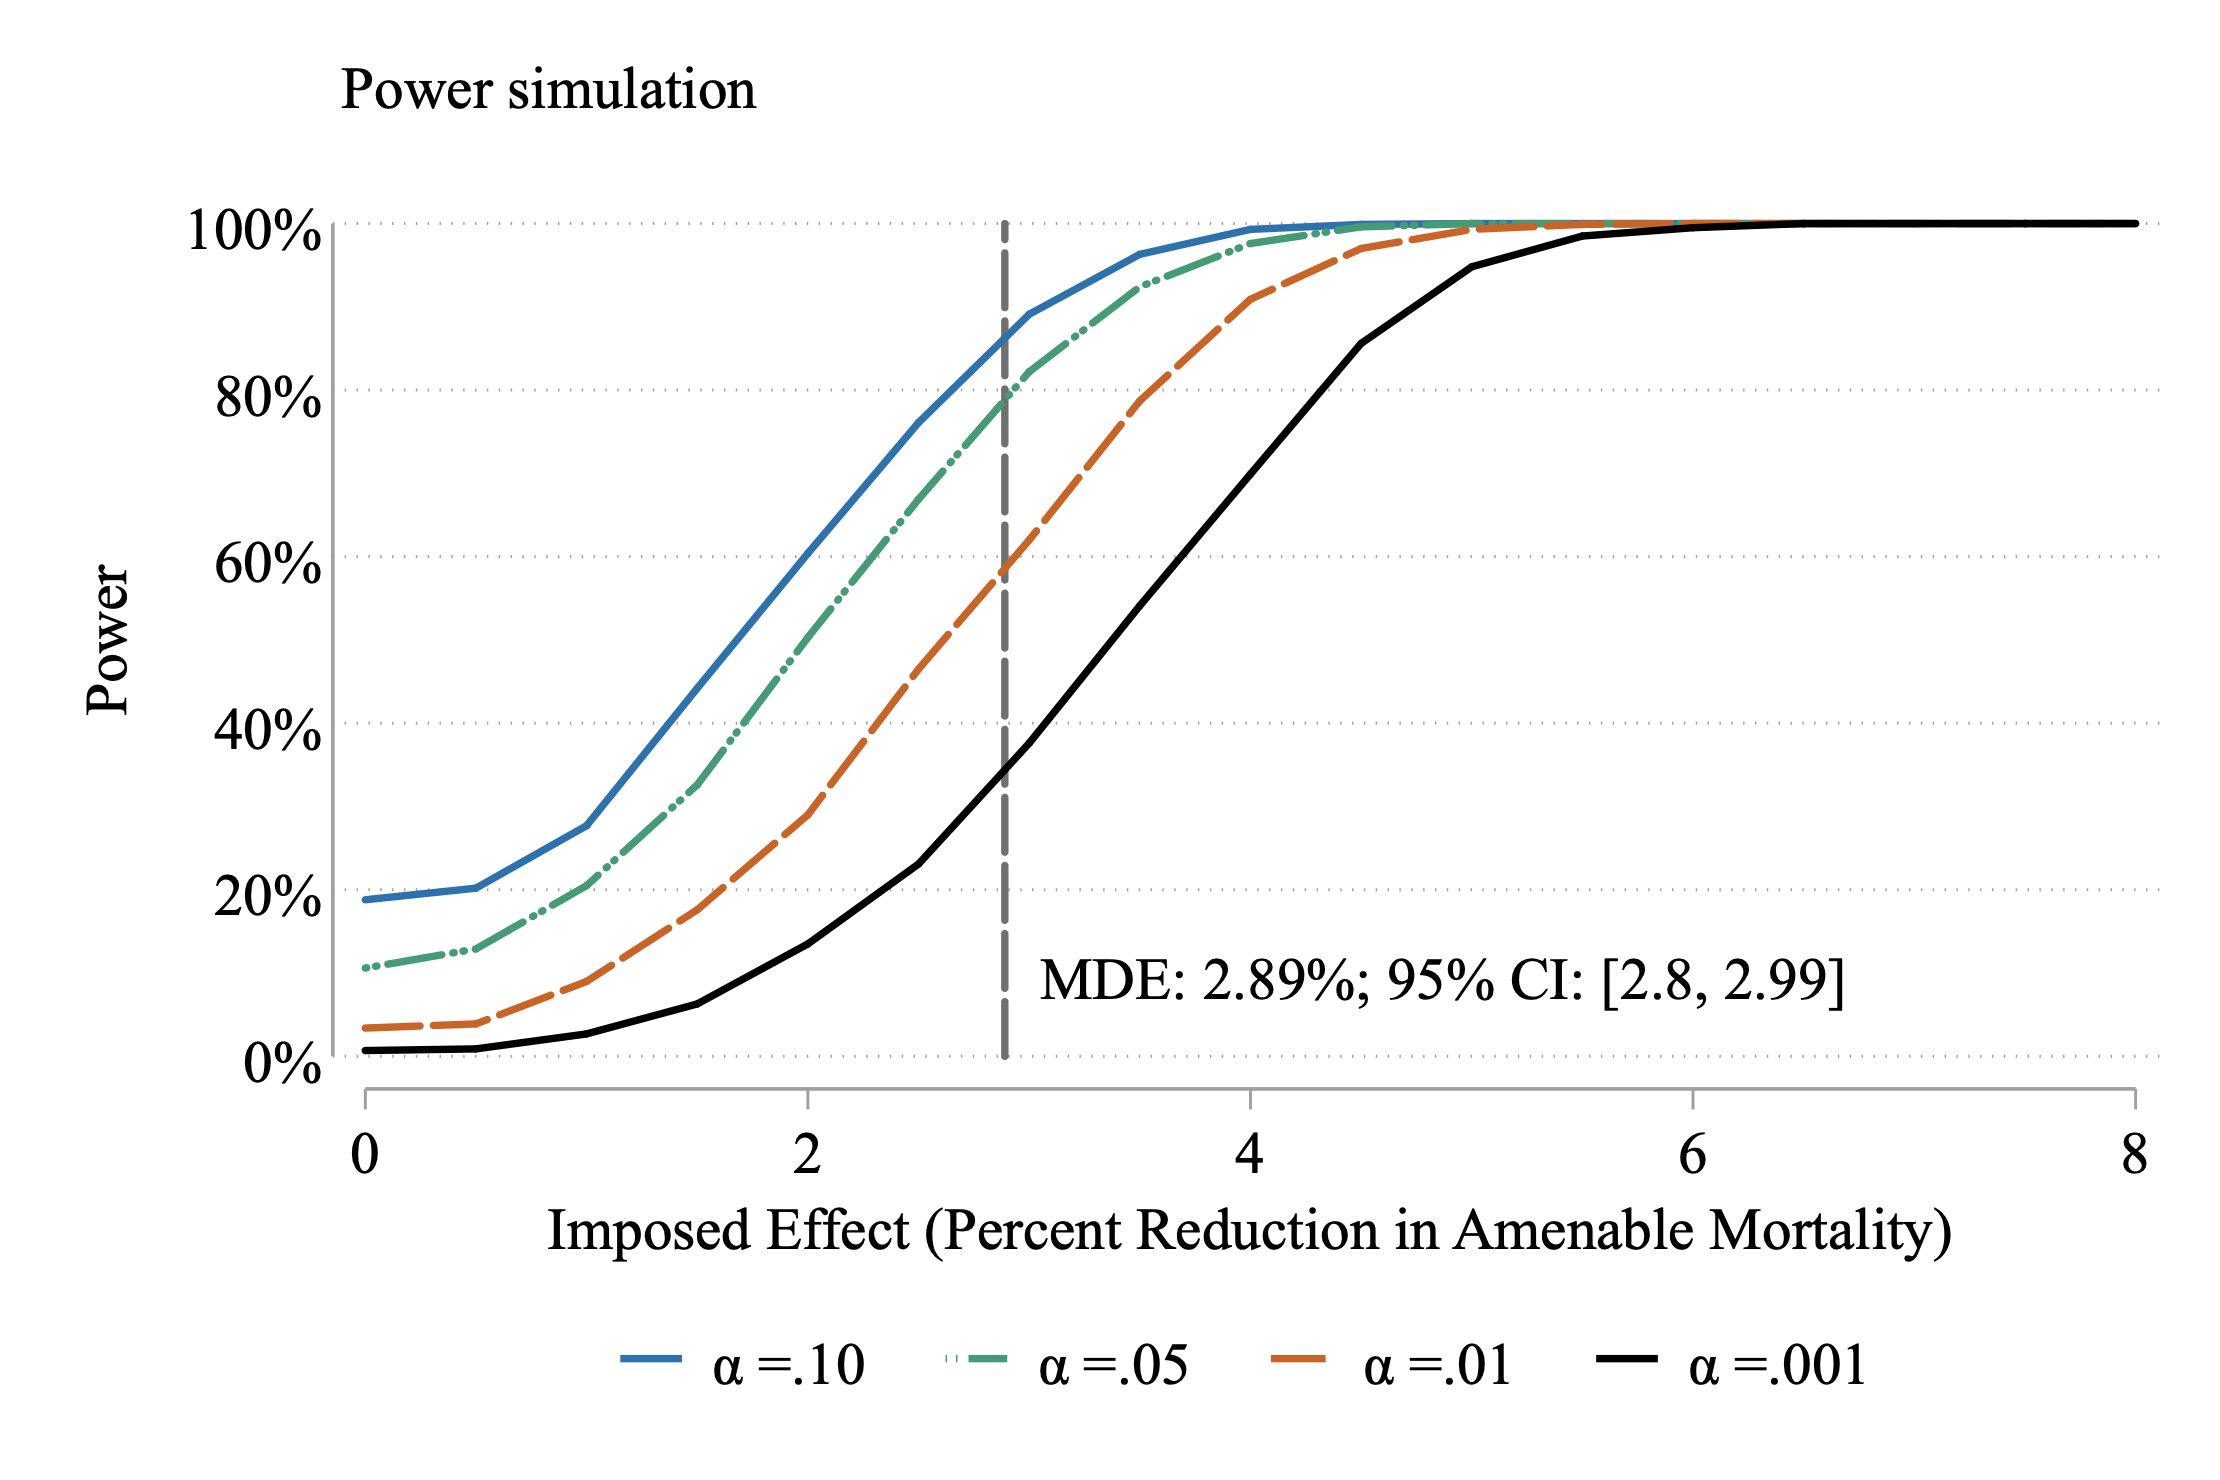 Power simulation
100%
80%
60%
40%
20%
0%
Power
MDE: 2.89%; 95% CI: [2.8, 2.99]
0 2 4 6 8
Imposed Effect (Percent Reduction in Amenable Mortality)
α =.10 α =.05 α =.01 α =.001